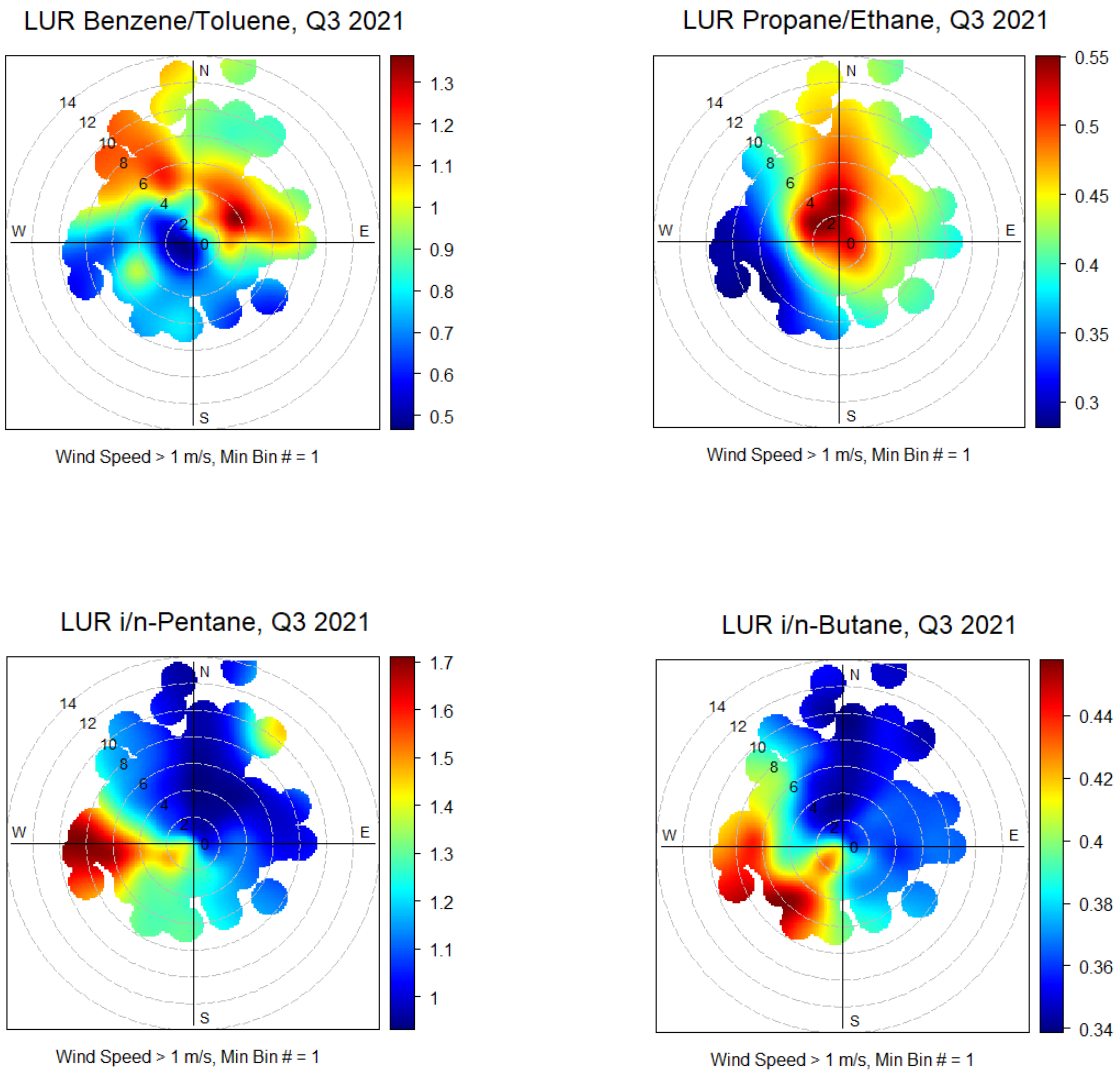 LUR Benzene/Toluene, Q3 2021
N
14
12
10
8
6
4
2
0
W
E
S
1.3
1.2
1.1
1
0.9
0.8
0.7
0.6
0.5
Wind Speed > 1 m/s, Min Bin # = 1
LUR Propane/Ethane, Q3 2021
N
14
12
10
8
6
4
2
0
W
E
S
0.55
0.5
0.45
0.4
0.35
0.3
Wind Speed > 1 m/s, Min Bin # = 1
LUR i/n-Pentane, Q3 2021
N
14
12
10
8
6
4
2
0
W
E
S
1.7
1.6
1.5
1.4
1.3
1.2
1.1
1
Wind Speed > 1 m/s, Min Bin # = 1
LUR i/n-Butane, Q3 2021
N
14
12
10
8
6
4
2
0
W
E
S
0.44
0.42
0.4
0.38
0.36
0.34
Wind Speed > 1 m/s, Min Bin # = 1